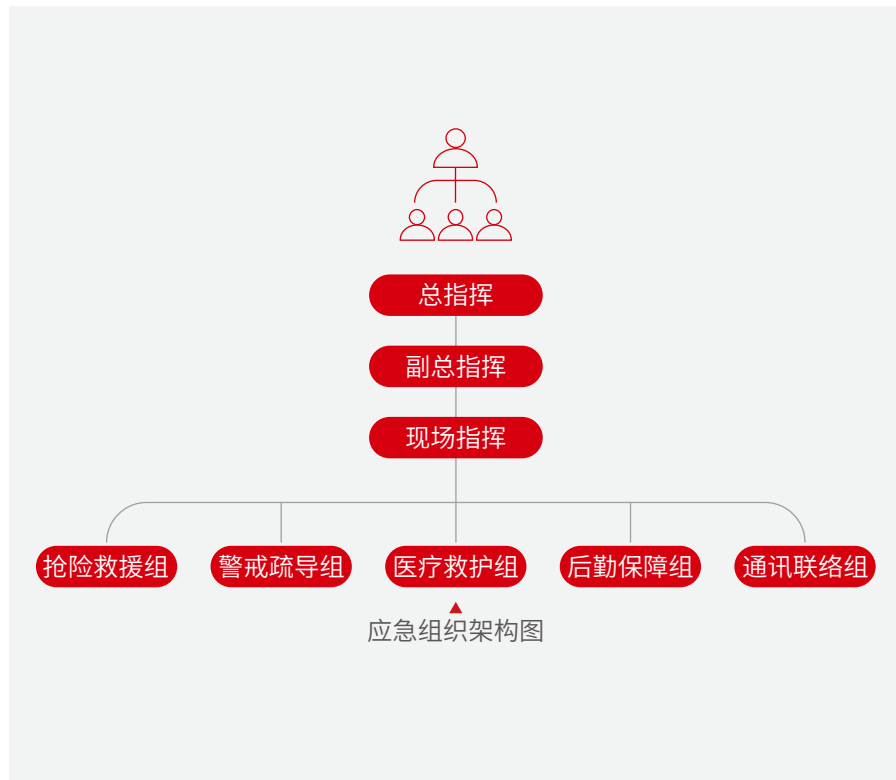 总指挥
副总指挥
现场指挥
抢险救援组
警戒疏导组
医疗救护组
后勤保障组
通讯联络组
应急组织架构图